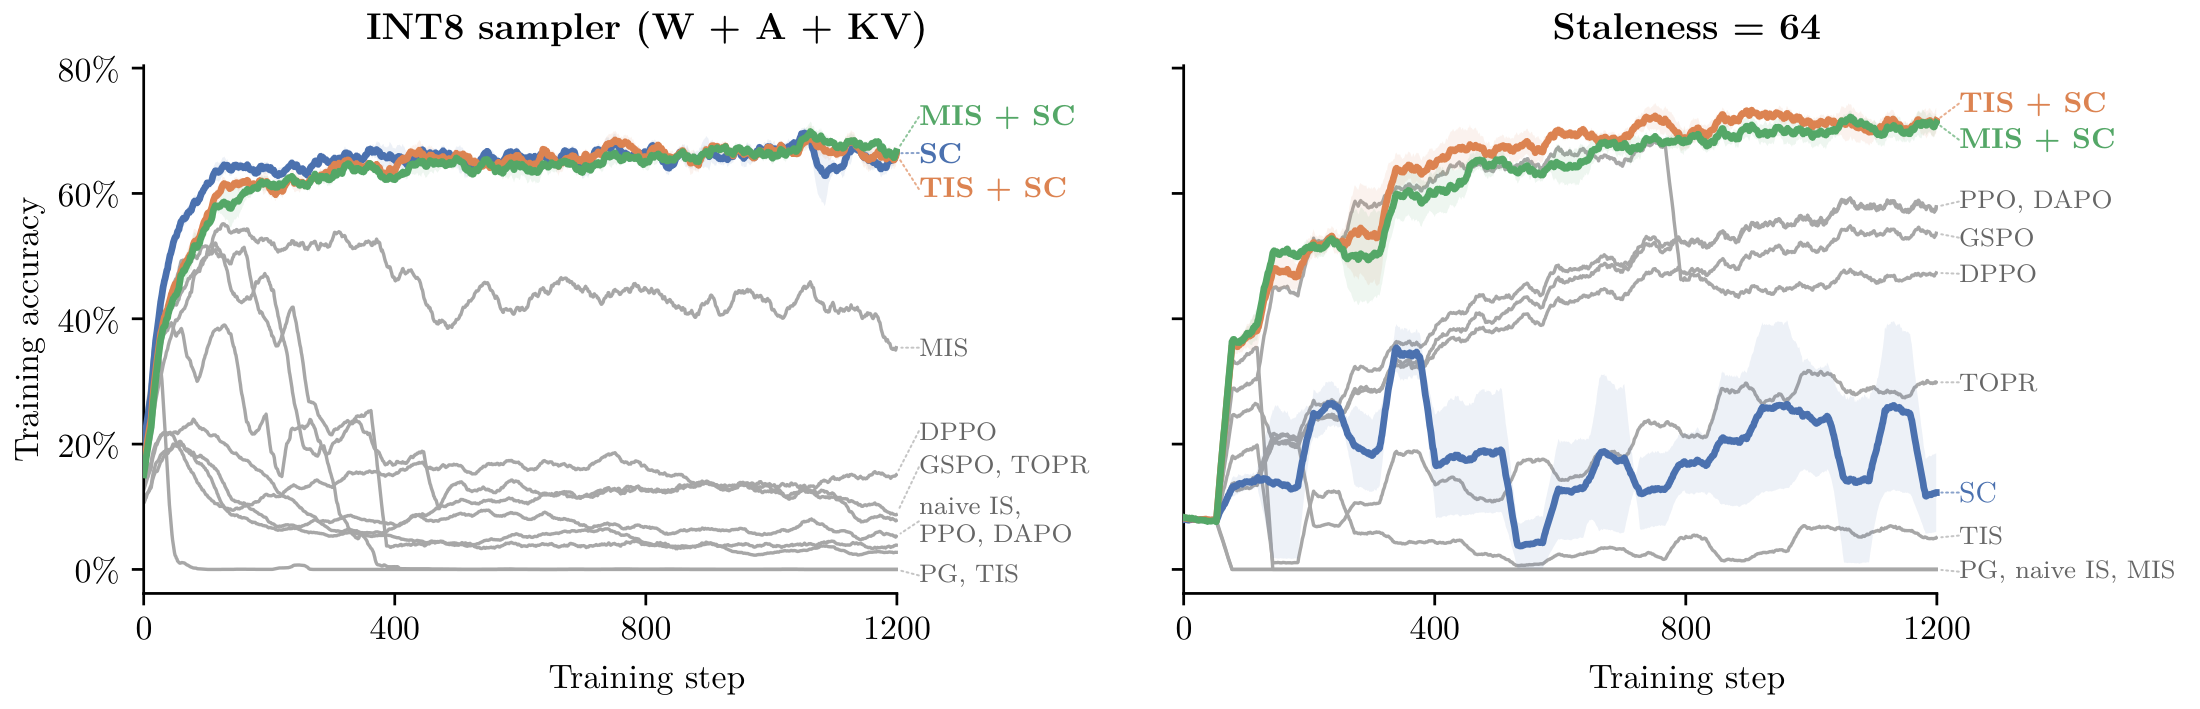 INT8 sampler (W + A + KV)
Training accuracy
80%
60%
40%
20%
0%
MIS + SC
SC
TIS + SC
MIS
DPPO
GSPO, TOPR
naive IS,
PPO, DAPO
PG, TIS
0
400
800
1200
Training step
Staleness = 64
TIS + SC
MIS + SC
PPO, DAPO
GSPO
DPPO
TOPR
SC
TIS
PG, naive IS, MIS
0
400
800
1200
Training step